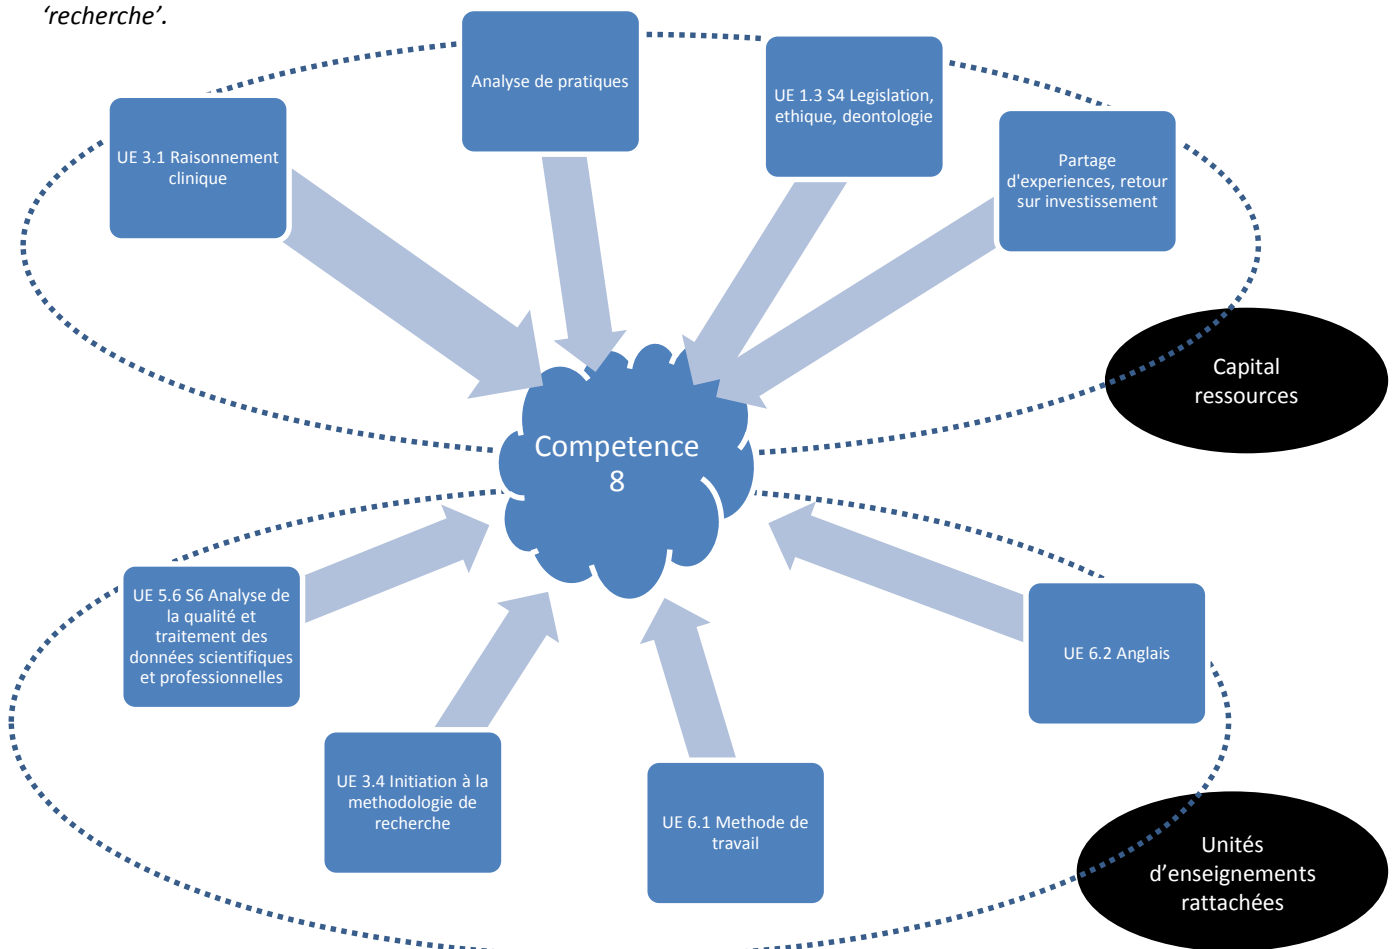 ‘recherche’.
Analyse de pratiques
UE 1.3 S4 Legislation,
ethique, deontologie
UE 3.1 Raisonnement
clinique
Partage
d'experiences, retour
sur investissement
Capital
ressources
Competence
8
UE 5.6 S6 Analyse de
la qualité et
traitement des
données scientifiques
et professionnelles
UE 6.2 Anglais
UE 3.4 Initiation à la
methodologie de
recherche
UE 6.1 Methode de
travail
Unités
d’enseignements
rattachées